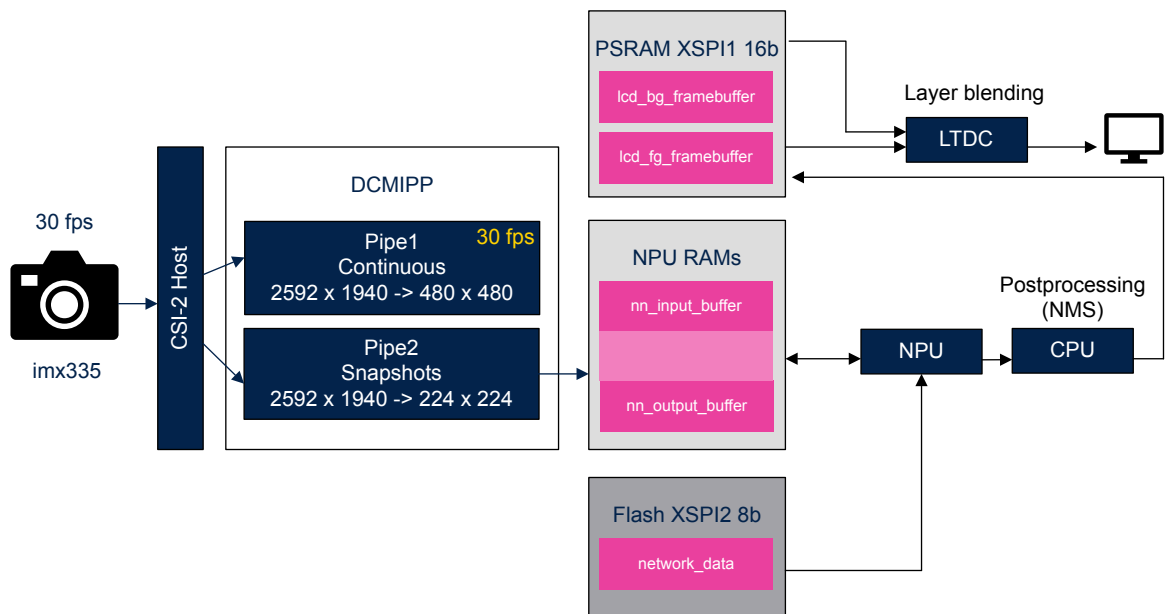 30 fps
imx335
CSI-2 Host
DCMIPP
30 fps
Pipe1
Continuous
2592 x 1940 -> 480 x 480
Pipe2
Snapshots
2592 x 1940 -> 224 x 224
PSRAM XSPI1 16b
lcd_bg_framebuffer
lcd_fg_framebuffer
NPU RAMs
nn_input_buffer
nn_output_buffer
Flash XSPI2 8b
network_data
Layer blending
LTDC
NPU
Postprocessing
(NMS)
CPU